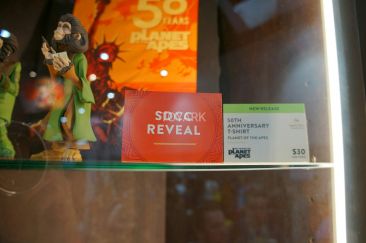 50
YEARS
PLANET
APES
SDCC
REVEAL
NEW RELEASE
50TH
ANNIVERSARY
T-SHIRT
PLANET OF THE APES
PLANET
APES
$30